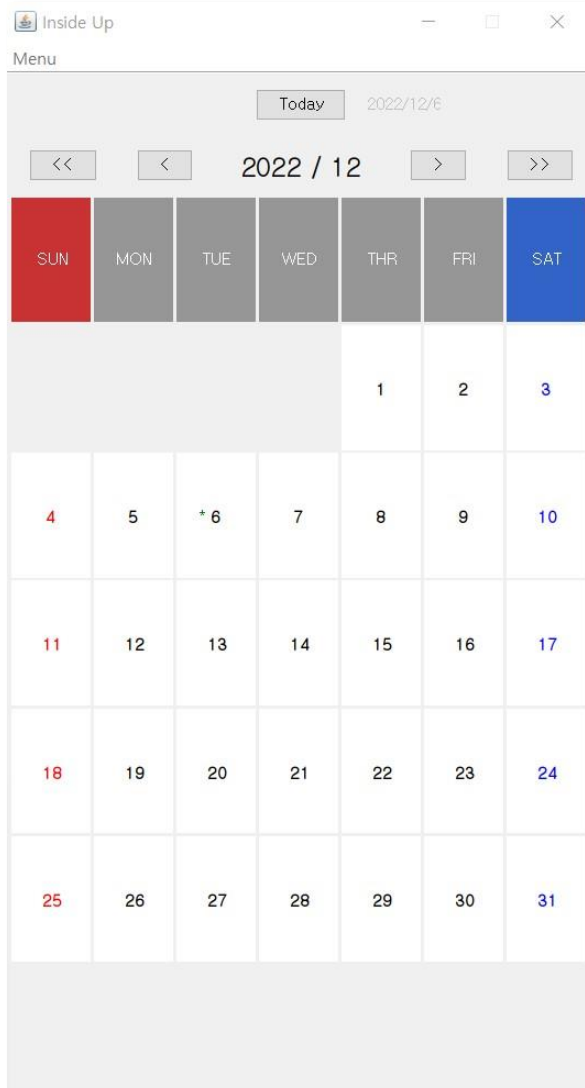 Inside Up
Menu
Today 2022/12/6
<< < 2022 / 12 > >>
SUN MON TUE WED THR FRI SAT
1 2 3
4 5 * 6 7 8 9 10
11 12 13 14 15 16 17
18 19 20 21 22 23 24
25 26 27 28 29 30 31